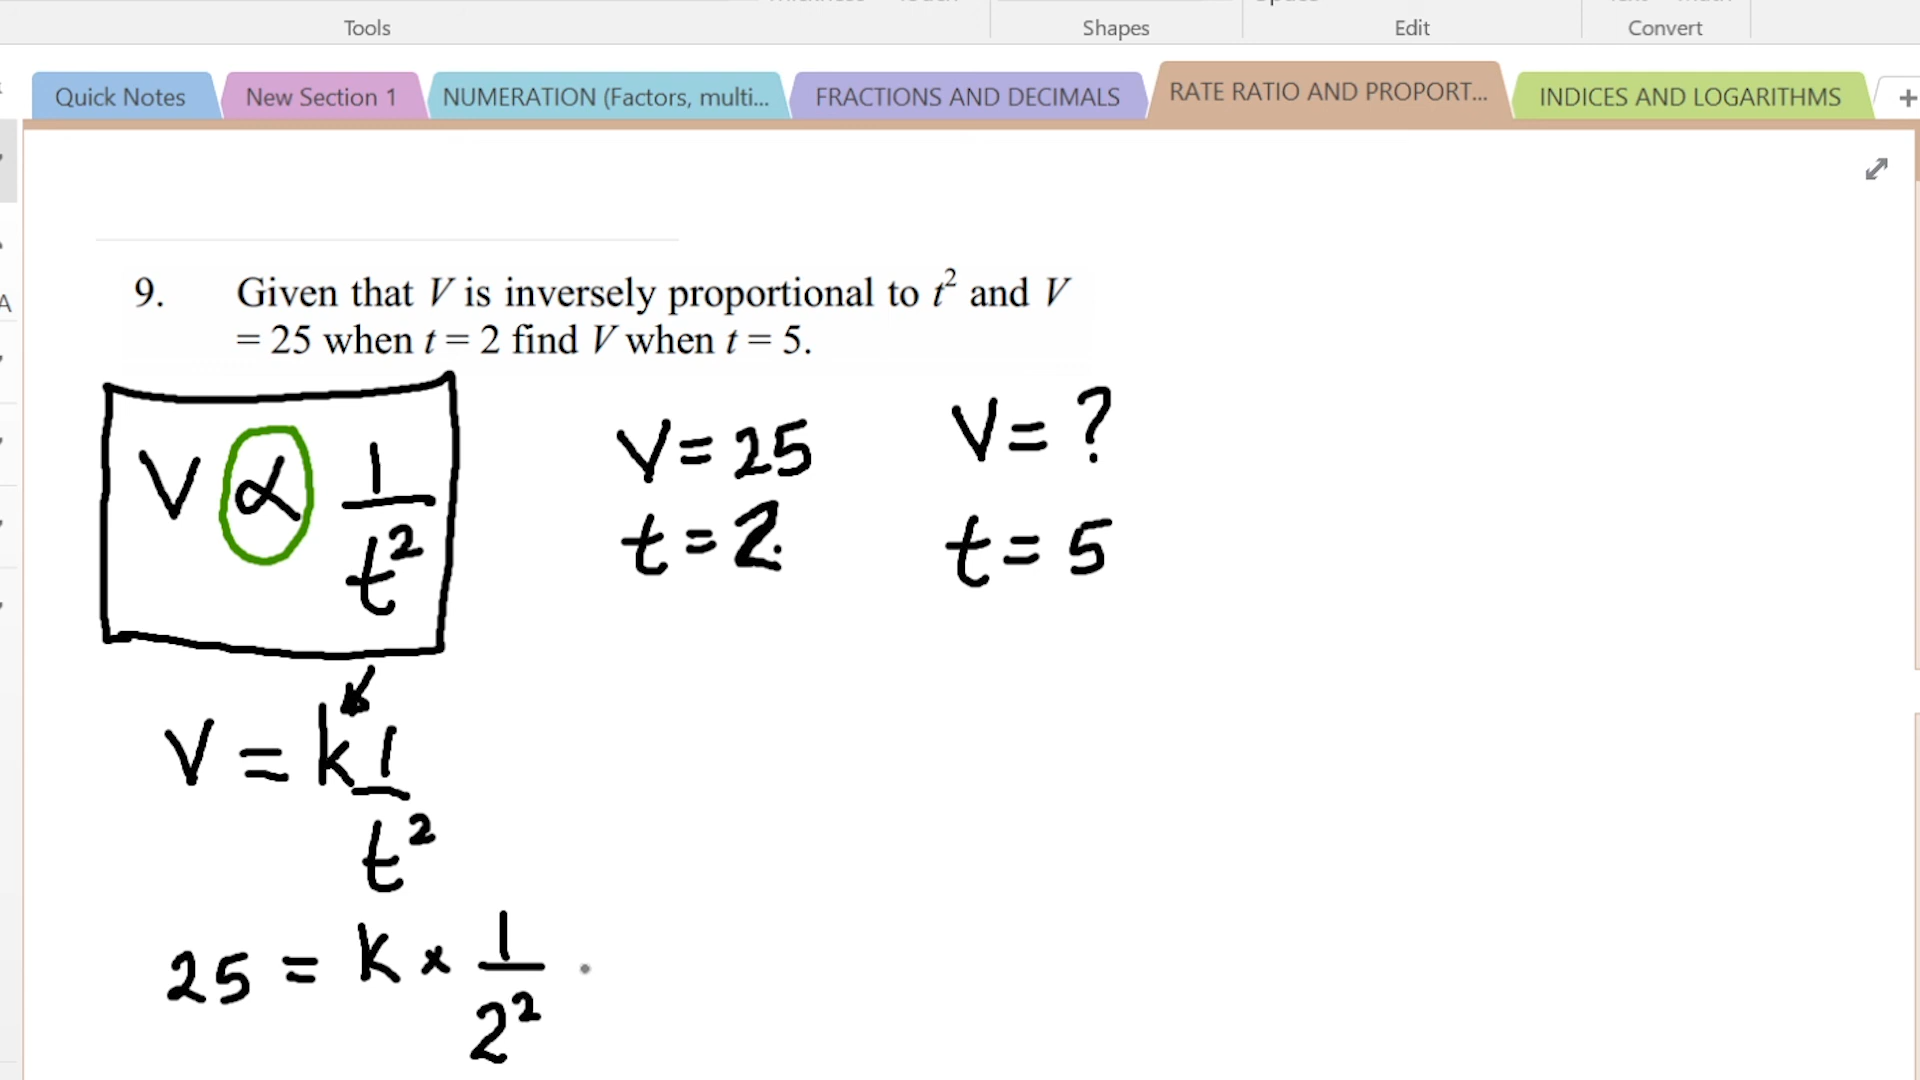 Tools Shapes Edit Convert
Quick Notes New Section 1 NUMERATION (Factors, multi... FRACTIONS AND DECIMALS RATE RATIO AND PROPORT... INDICES AND LOGARITHMS +
9. Given that V is inversely proportional to t² and V
= 25 when t = 2 find V when t = 5.
V ∝ 1/t²
V = 25
t = 2
V = ?
t = 5
V = k 1/t²
25 = k × 1/2²